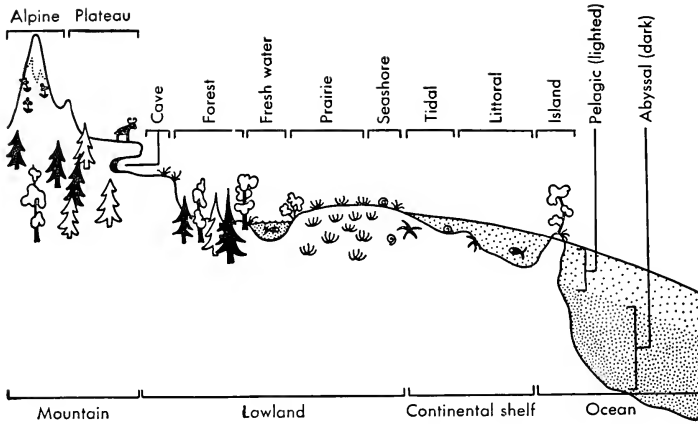 Alpine
Plateau
Cave
Forest
Fresh water
Prairie
Seashore
Tidal
Littoral
Island
Pelagic (lighted)
Abyssal (dark)
Mountain
Lowland
Continental shelf
Ocean